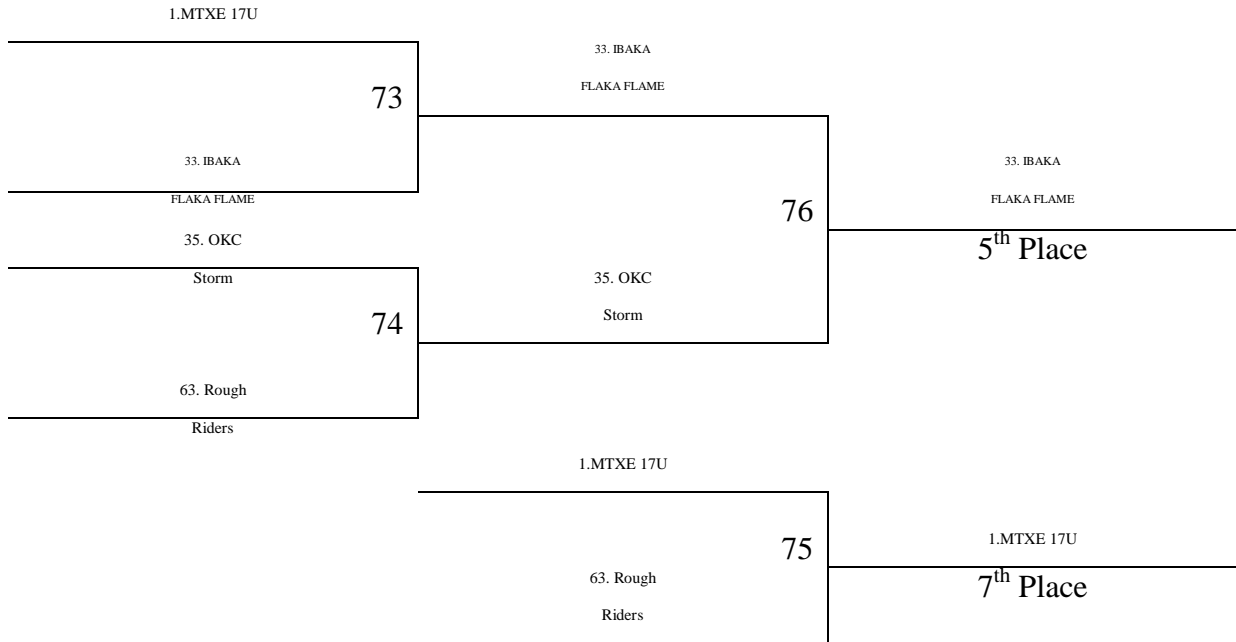 1.MTXE 17U
33. IBAKA
FLAKA FLAME
73
33. IBAKA
FLAKA FLAME
33. IBAKA
FLAKA FLAME
76
35. OKC
Storm
5th Place
35. OKC
Storm
74
63. Rough
Riders
1.MTXE 17U
75
1.MTXE 17U
63. Rough
Riders
7th Place